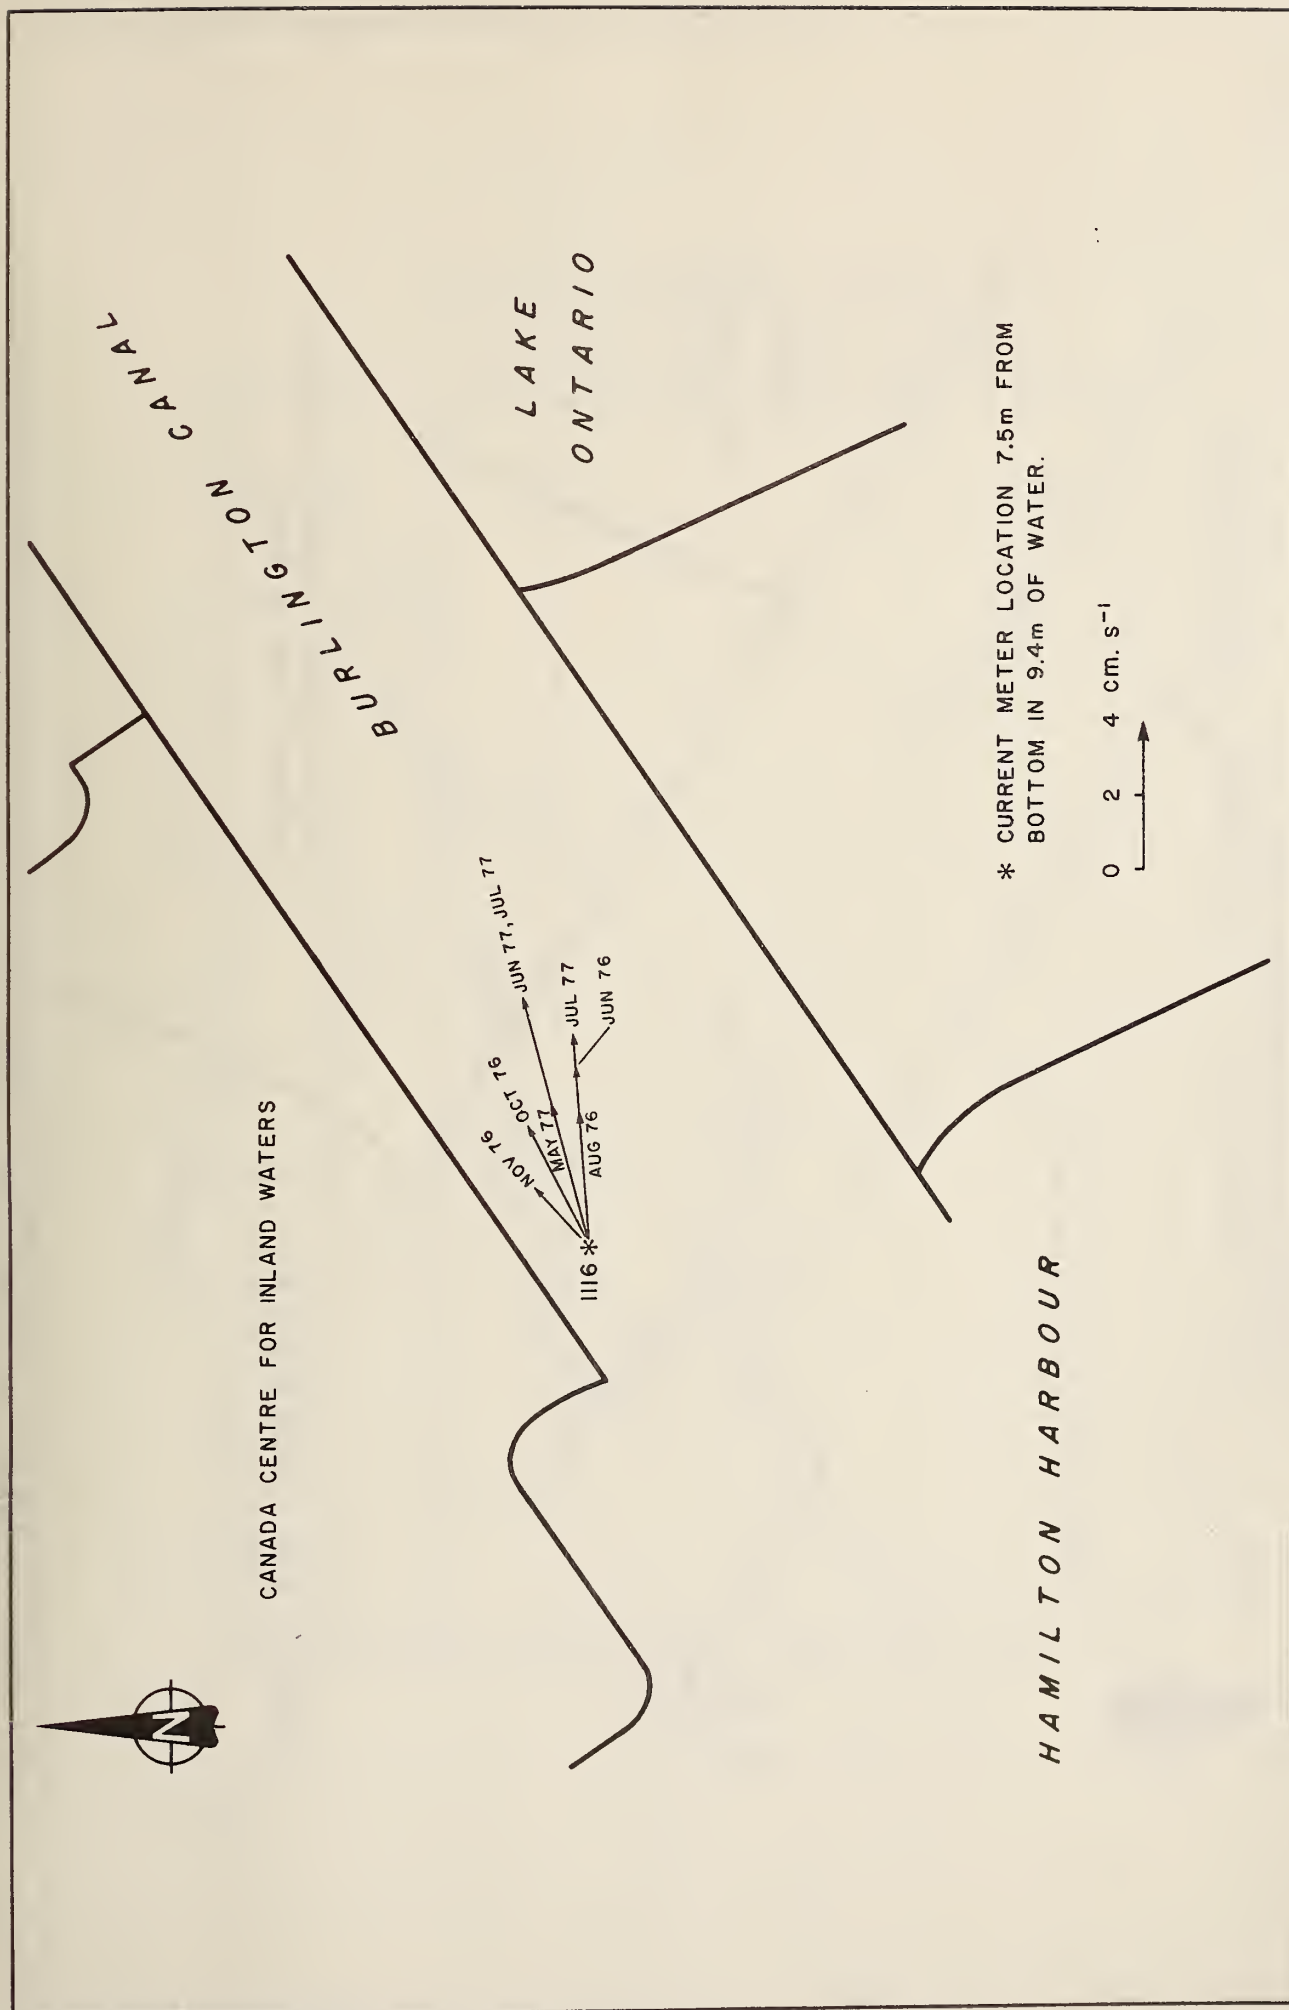 N
CANADA CENTRE FOR INLAND WATERS
BURLINGTON CANAL
LAKE
ONTARIO
NOV 76
OCT 76
MAY 77
JUN 77, JUL 77
JUL 77
JUN 76
AUG 76
1116 *
HAMILTON HARBOUR
* CURRENT METER LOCATION 7.5m FROM
BOTTOM IN 9.4m OF WATER.
0 2 4 cm. s⁻¹